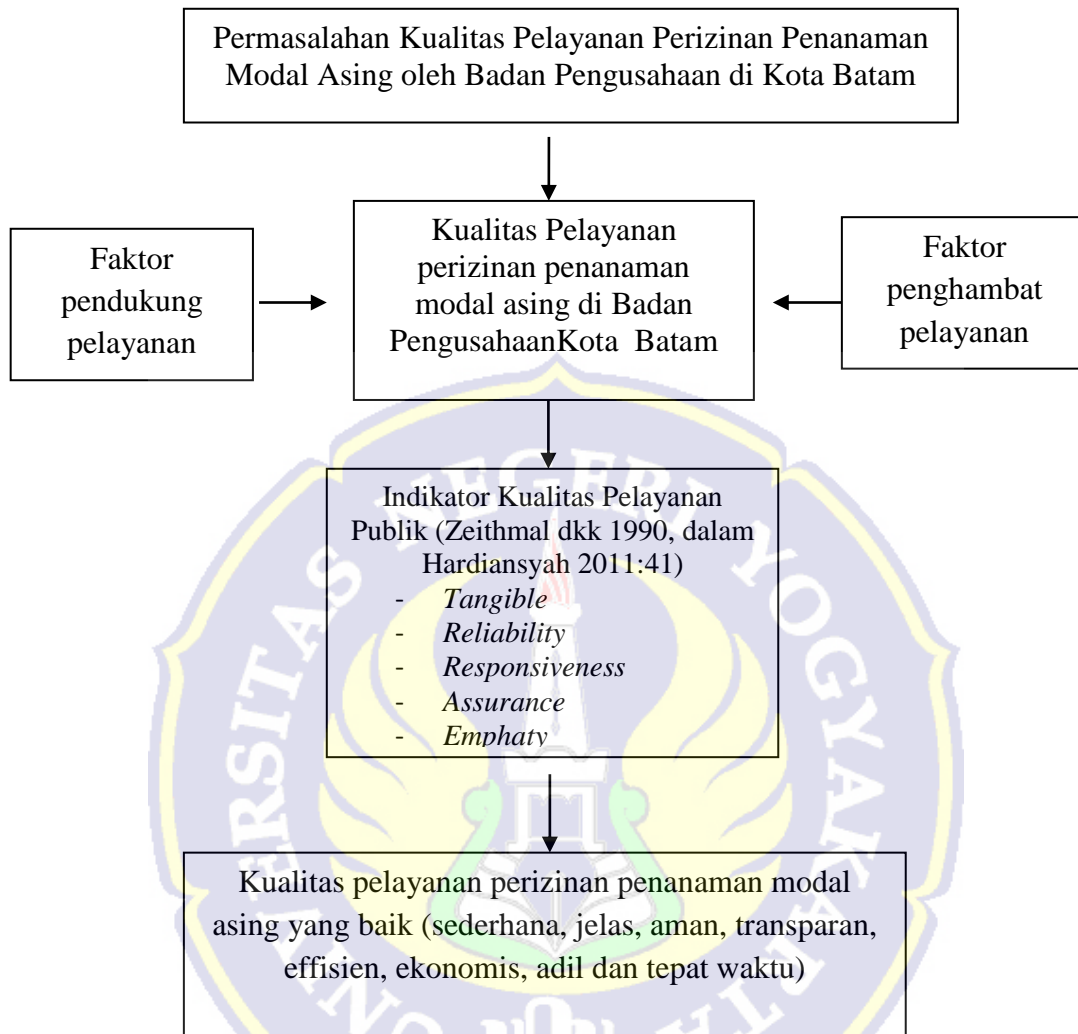 Permasalahan Kualitas Pelayanan Perizinan Penanaman
Modal Asing oleh Badan Pengusahaan di Kota Batam
Faktor
pendukung
pelayanan
Kualitas Pelayanan
perizinan penanaman
modal asing di Badan
PengusahaanKota Batam
Faktor
penghambat
pelayanan
Indikator Kualitas Pelayanan
Publik (Zeithmal dkk 1990, dalam
Hardiansyah 2011:41)
- Tangible
- Reliability
- Responsiveness
- Assurance
- Emphaty
Kualitas pelayanan perizinan penanaman modal
asing yang baik (sederhana, jelas, aman, transparan,
effisien, ekonomis, adil dan tepat waktu)
NEGERI YOGYAKARTA